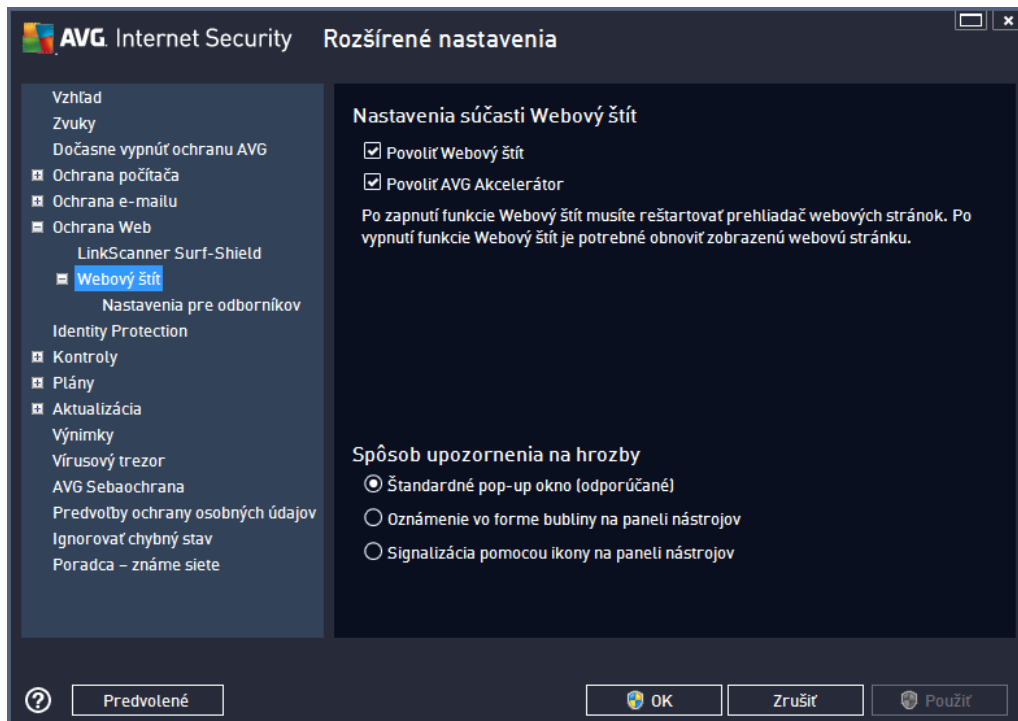 AVG. Internet Security Rozšírené nastavenia
Vzhľad
Zvuky
Dočasne vypnúť ochranu AVG
Ochrana počítača
Ochrana e-mailu
Ochrana Web
LinkScanner Surf-Shield
Webový štít
Nastavenia pre odborníkov
Identity Protection
Kontroly
Plány
Aktualizácia
Výnimky
Vírusový trezor
AVG Sebaochrana
Predvoľby ochrany osobných údajov
Ignorovať chybný stav
Poradca – známe siete
Nastavenia súčasti Webový štít
Povoliť Webový štít
Povoliť AVG Akcelerátor
Po zapnutí funkcie Webový štít musíte reštartovať prehliadač webových stránok. Po
vypnutí funkcie Webový štít je potrebné obnoviť zobrazenú webovú stránku.
Spôsob upozornenia na hrozby
Štandardné pop-up okno (odporúčané)
Oznámenie vo forme bubliny na paneli nástrojov
Signalizácia pomocou ikony na paneli nástrojov
Predvolené
OK
Zrušiť
Použiť